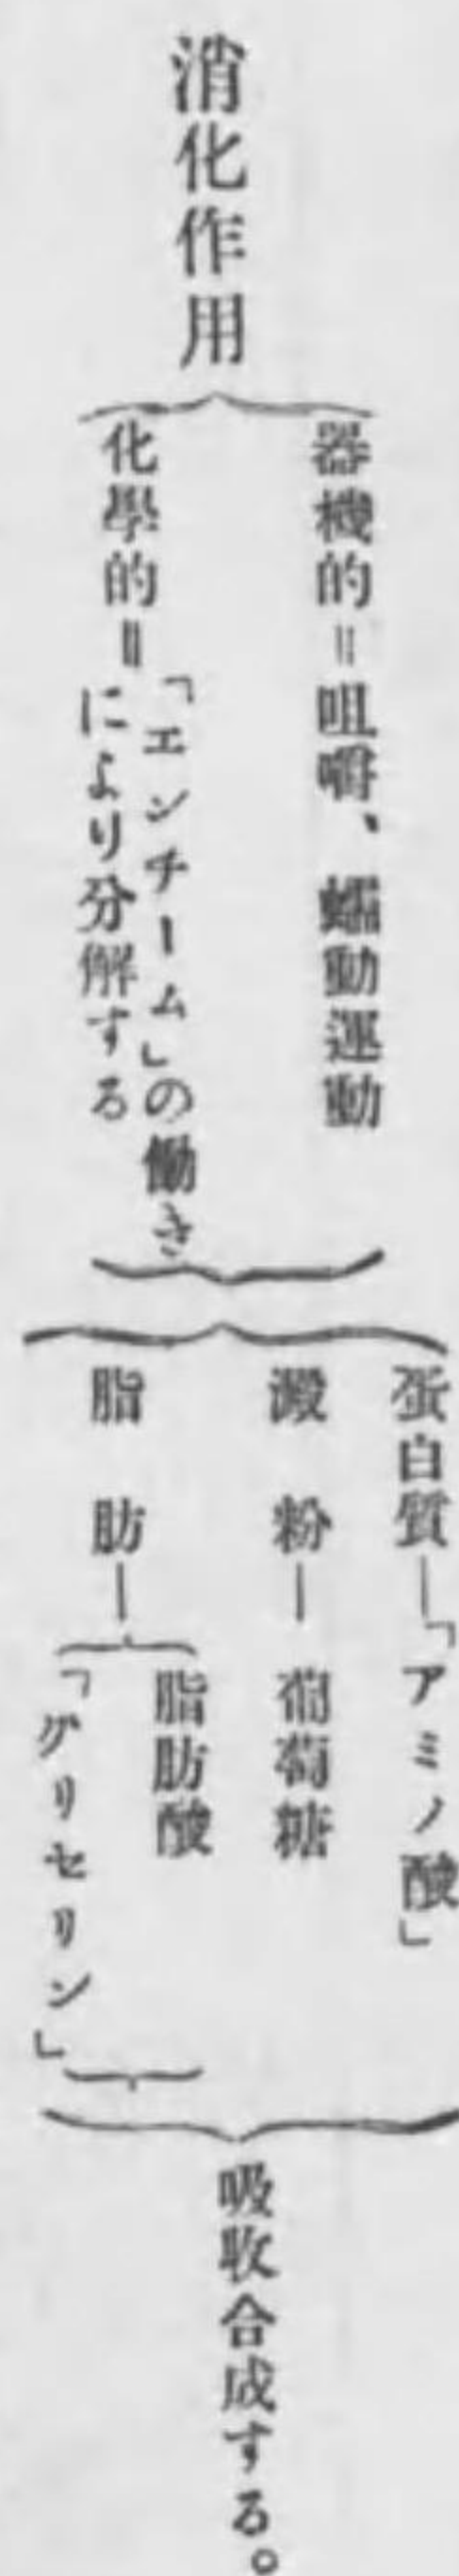 消化作用
器機的＝咀嚼、蠕動運動
化學的＝「エンチーム」の働き
により分解する
蛋白質―「アミノ酸」
澱粉―葡萄糖
脂肪―脂肪酸
「グリセリン」
吸收合成する。